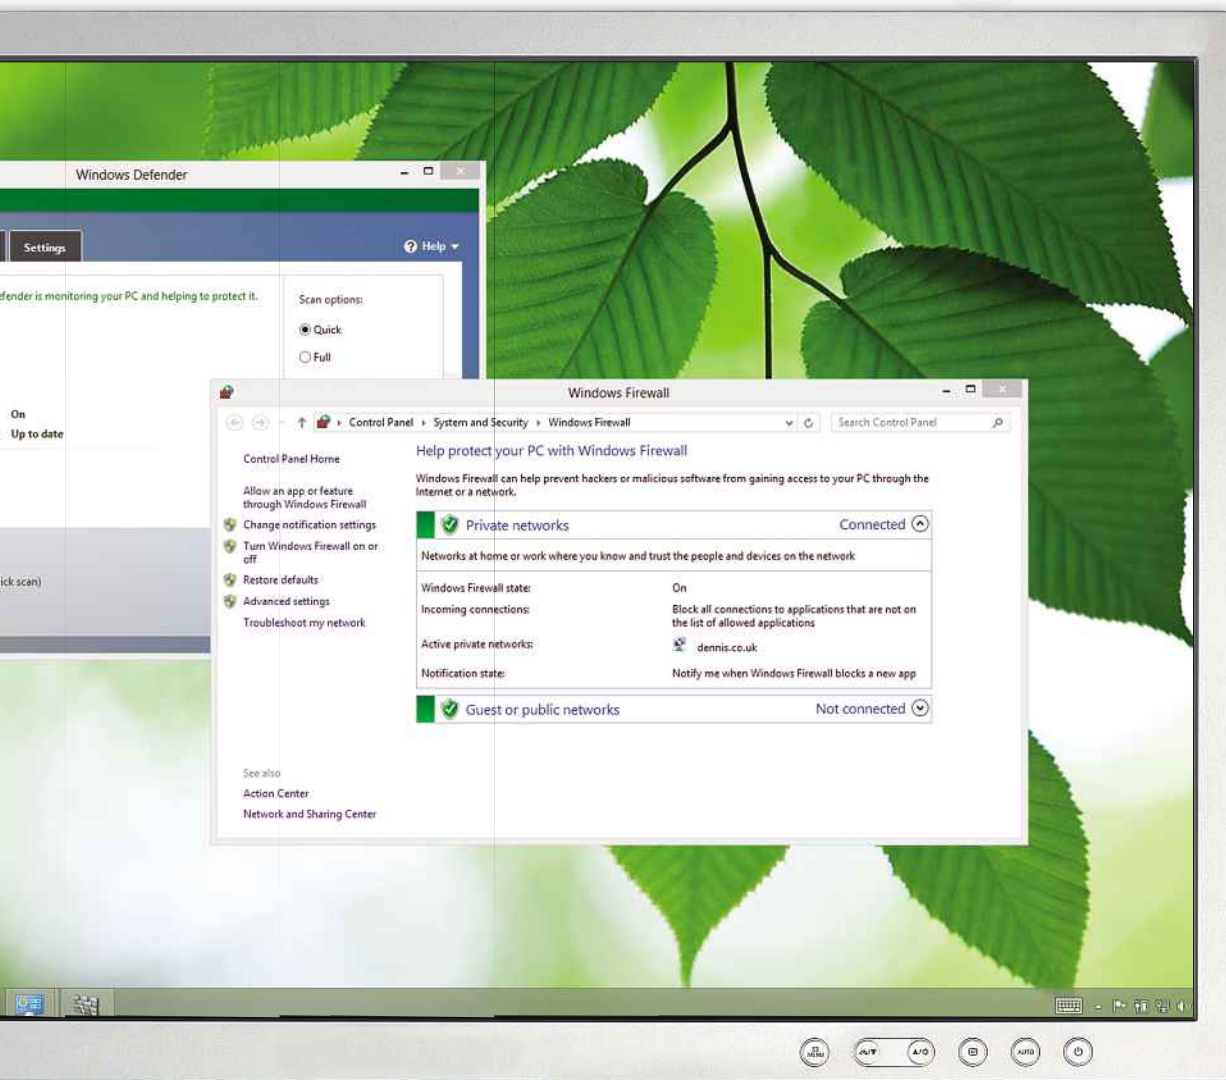 Windows Defender
Settings
Help
efender is monitoring your PC and helping to protect it.
Scan options:
Quick
Full
On
Up to date
ick scan)
Windows Firewall
Control Panel
System and Security
Windows Firewall
Search Control Panel
Control Panel Home
Allow an app or feature
through Windows Firewall
Change notification settings
Turn Windows Firewall on or
off
Restore defaults
Advanced settings
Troubleshoot my network
See also
Action Center
Network and Sharing Center
Help protect your PC with Windows Firewall
Windows Firewall can help prevent hackers or malicious software from gaining access to your PC through the
Internet or a network.
Private networks Connected
Networks at home or work where you know and trust the people and devices on the network
Windows Firewall state: On
Incoming connections: Block all connections to applications that are not on
the list of allowed applications
Active private networks: dennis.co.uk
Notification state: Notify me when Windows Firewall blocks a new app
Guest or public networks Not connected
MENU
AUTO